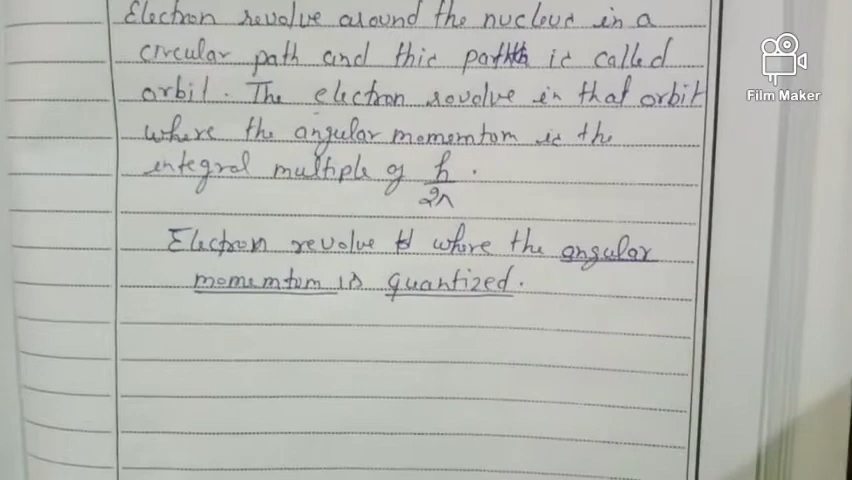 Electron revolve around the nucleus in a
circular path and this path is called
orbit. The electron revolve in that orbit
where the angular momemtom is the
integral multiple of h/2π.
Electron revolve where the angular
momemtum is quantized.
Film Maker